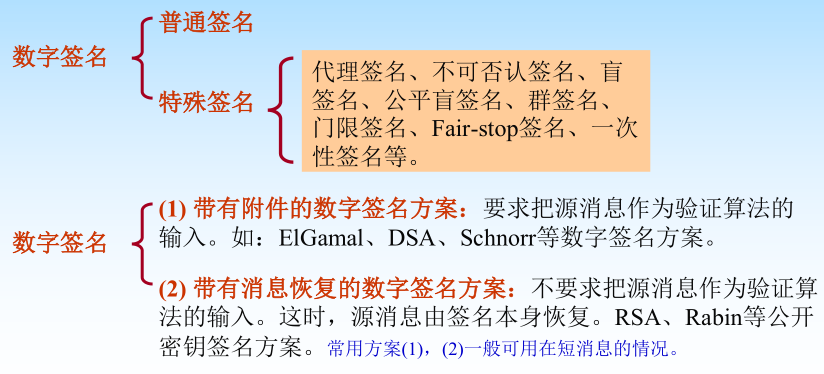 数字签名
普通签名
特殊签名
代理签名、不可否认签名、盲
签名、公平盲签名、群签名、
门限签名、Fair-stop签名、一次
性签名等。
数字签名
(1) 带有附件的数字签名方案：要求把源消息作为验证算法的
输入。如：ElGamal、DSA、Schnorr等数字签名方案。
(2) 带有消息恢复的数字签名方案：不要求把源消息作为验证算
法的输入。这时，源消息由签名本身恢复。RSA、Rabin等公开
密钥签名方案。常用方案(1)，(2)一般可用在短消息的情况。